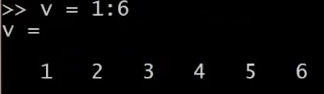 >> v = 1:6
v =
1 2 3 4 5 6